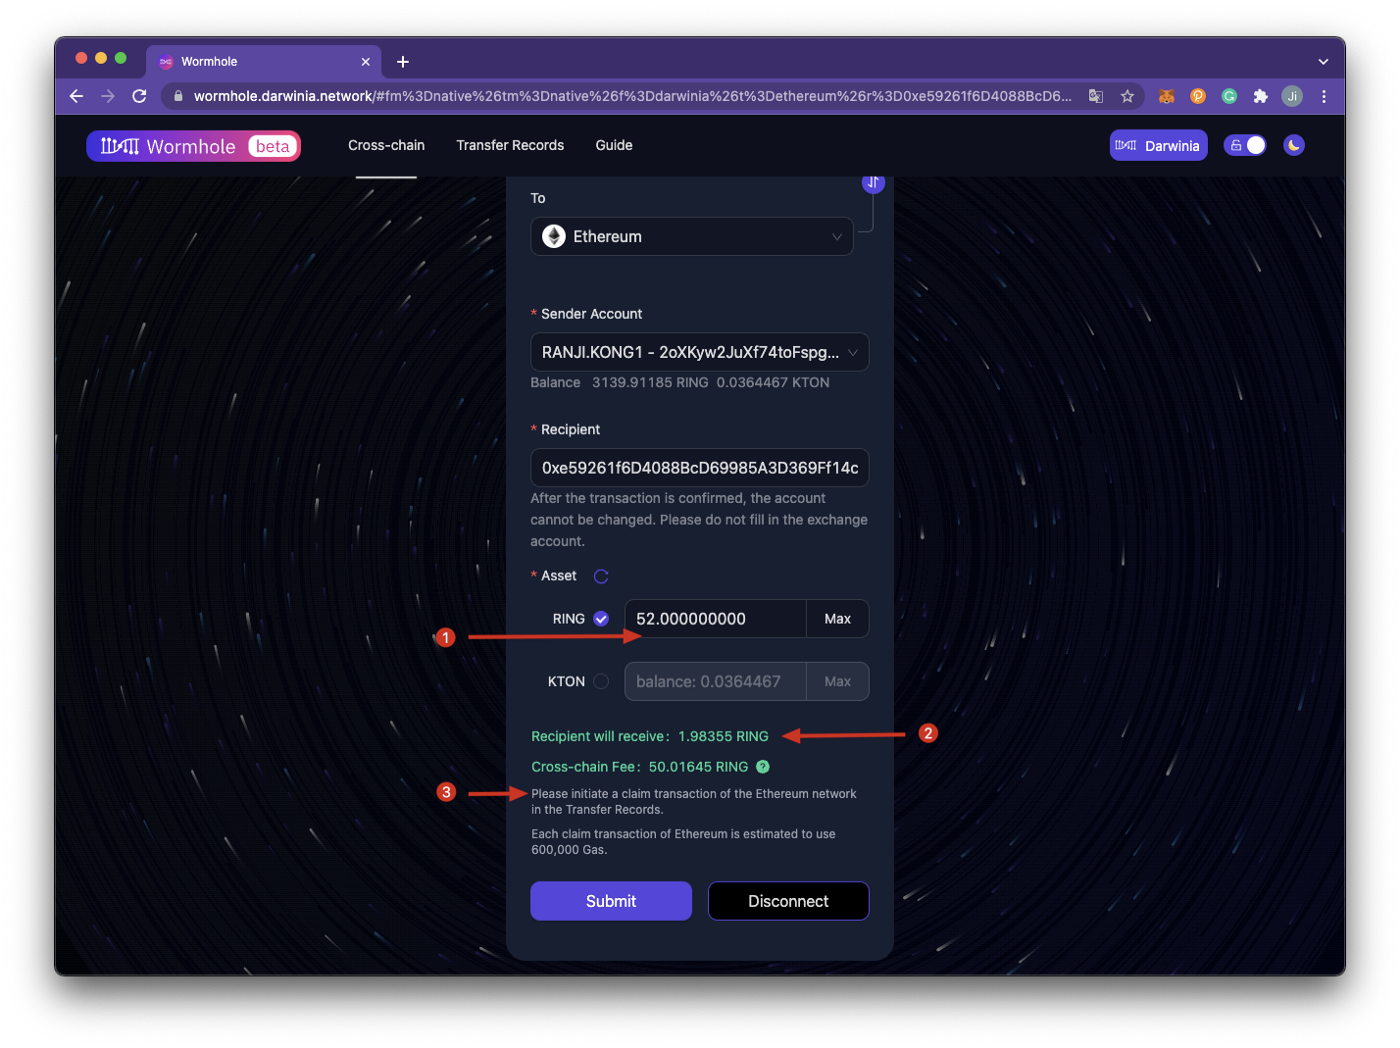 Wormhole
wormhole.darwinia.network/#fm%3Dnative%26tm%3Dnative%26f%3Ddarwinia%26t%3Dethereum%26r%3D0xe59261f6D4088BcD6...
Ji
Wormhole beta
Cross-chain
Transfer Records
Guide
Darwinia
To
Ethereum
* Sender Account
RANJI.KONG1 - 2oXKyw2JuXf74toFspg...
Balance 3139.91185 RING 0.0364467 KTON
* Recipient
0xe59261f6D4088BcD69985A3D369Ff14c
After the transaction is confirmed, the account
cannot be changed. Please do not fill in the exchange
account.
* Asset
RING 52.000000000 Max
1
KTON balance: 0.0364467 Max
Recipient will receive: 1.98355 RING
2
Cross-chain Fee: 50.01645 RING ?
3
Please initiate a claim transaction of the Ethereum network
in the Transfer Records.
Each claim transaction of Ethereum is estimated to use
600,000 Gas.
Submit
Disconnect